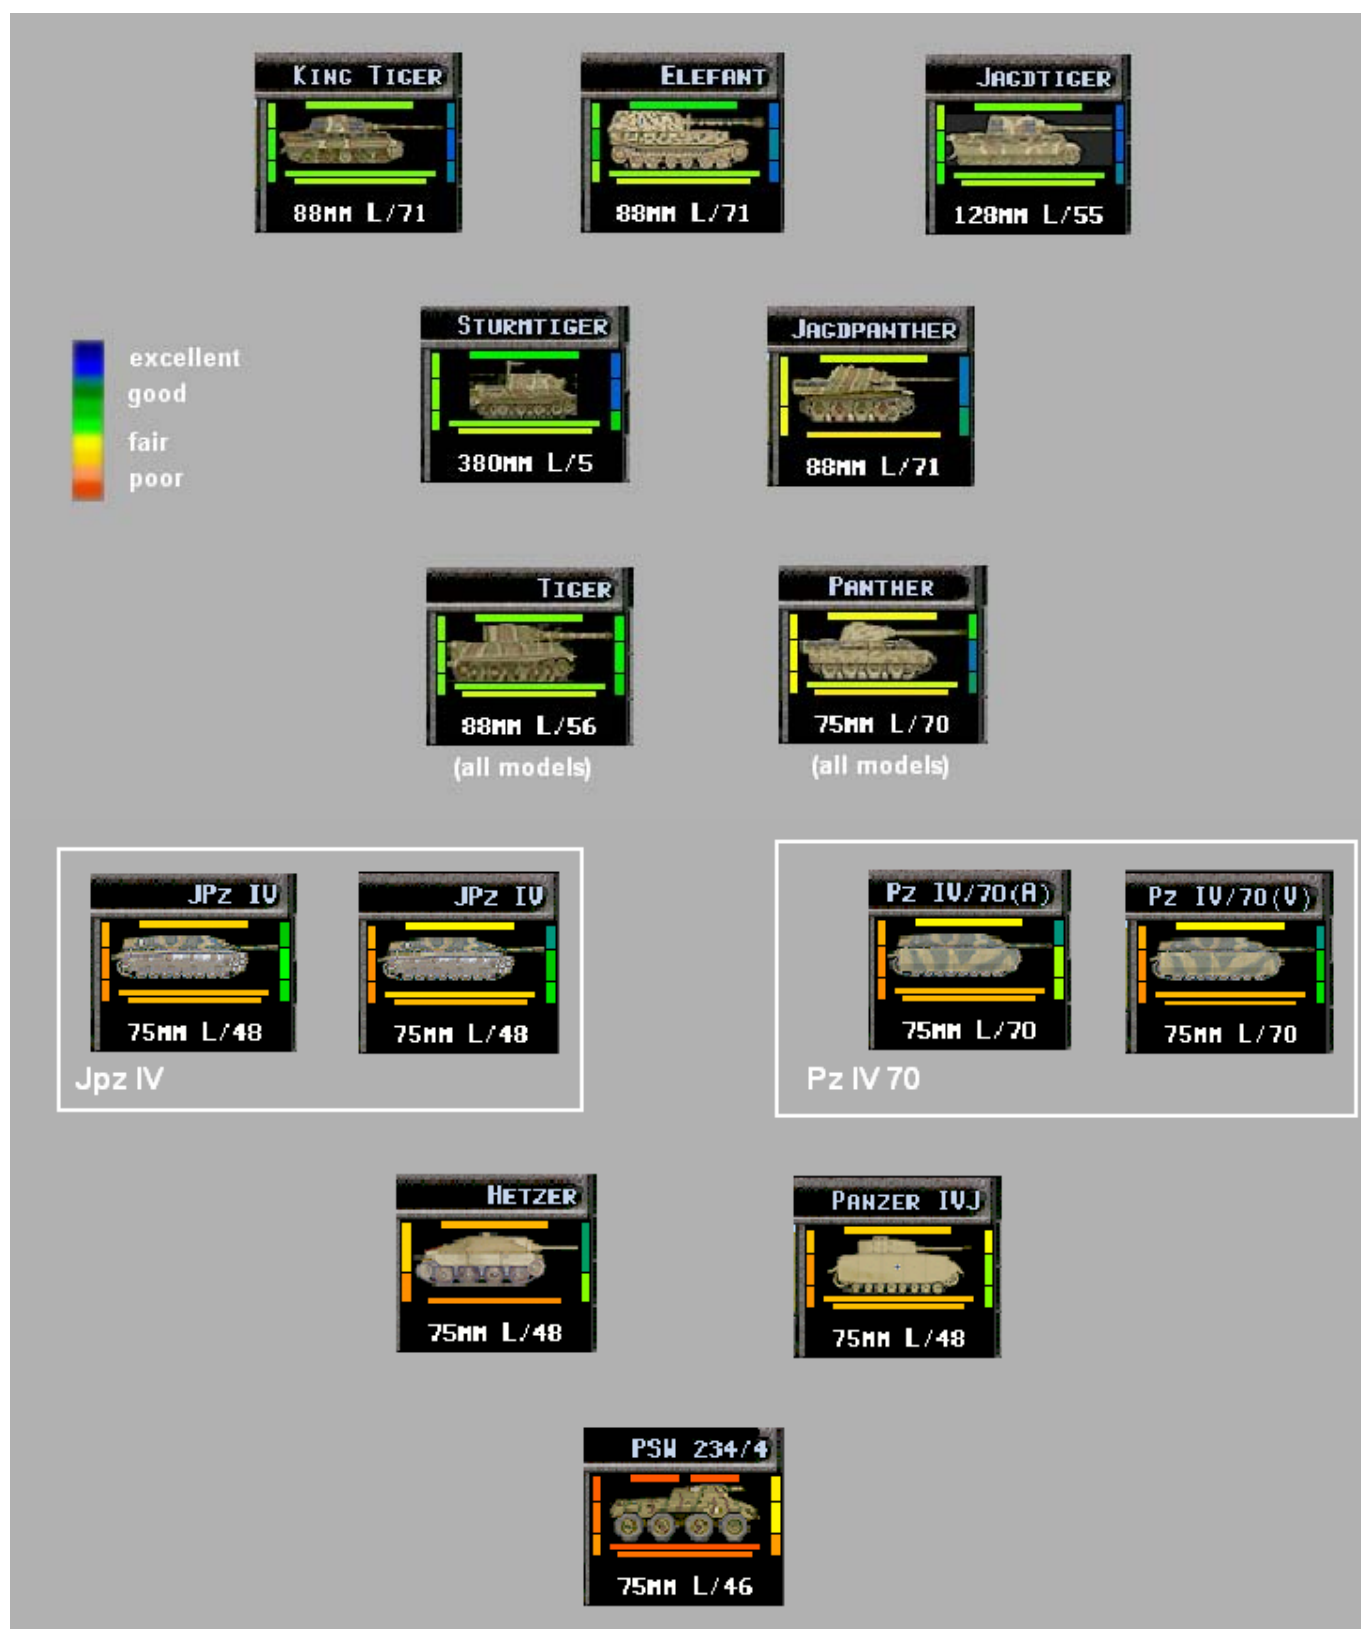 KING TIGER
ELEFANT
JAGDTIGER
88MM L/71
88MM L/71
128MM L/55
STURMTIGER
JAGDPANTHER
excellent
good
fair
poor
380MM L/5
88MM L/71
TIGER
PANTHER
88MM L/56
75MM L/70
(all models)
(all models)
JPZ IV
JPZ IV
PZ IV/70(A)
PZ IV/70(V)
75MM L/48
75MM L/48
75MM L/70
75MM L/70
Jpz IV
Pz IV 70
HETZER
PANZER IVJ
75MM L/48
75MM L/48
PSW 234/4
75MM L/46